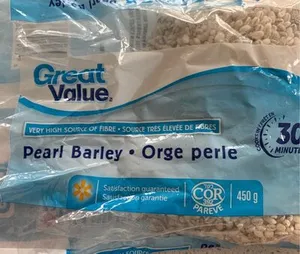 Great
Value
VERY HIGH SOURCE OF FIBRE • SOURCE TRÈS ÉLEVÉE DE FIBRES
Pearl Barley • Orge perle
30
MINUTE
Satisfaction guaranteed
Satisfaction garantie
COR
PAREVE
450 g